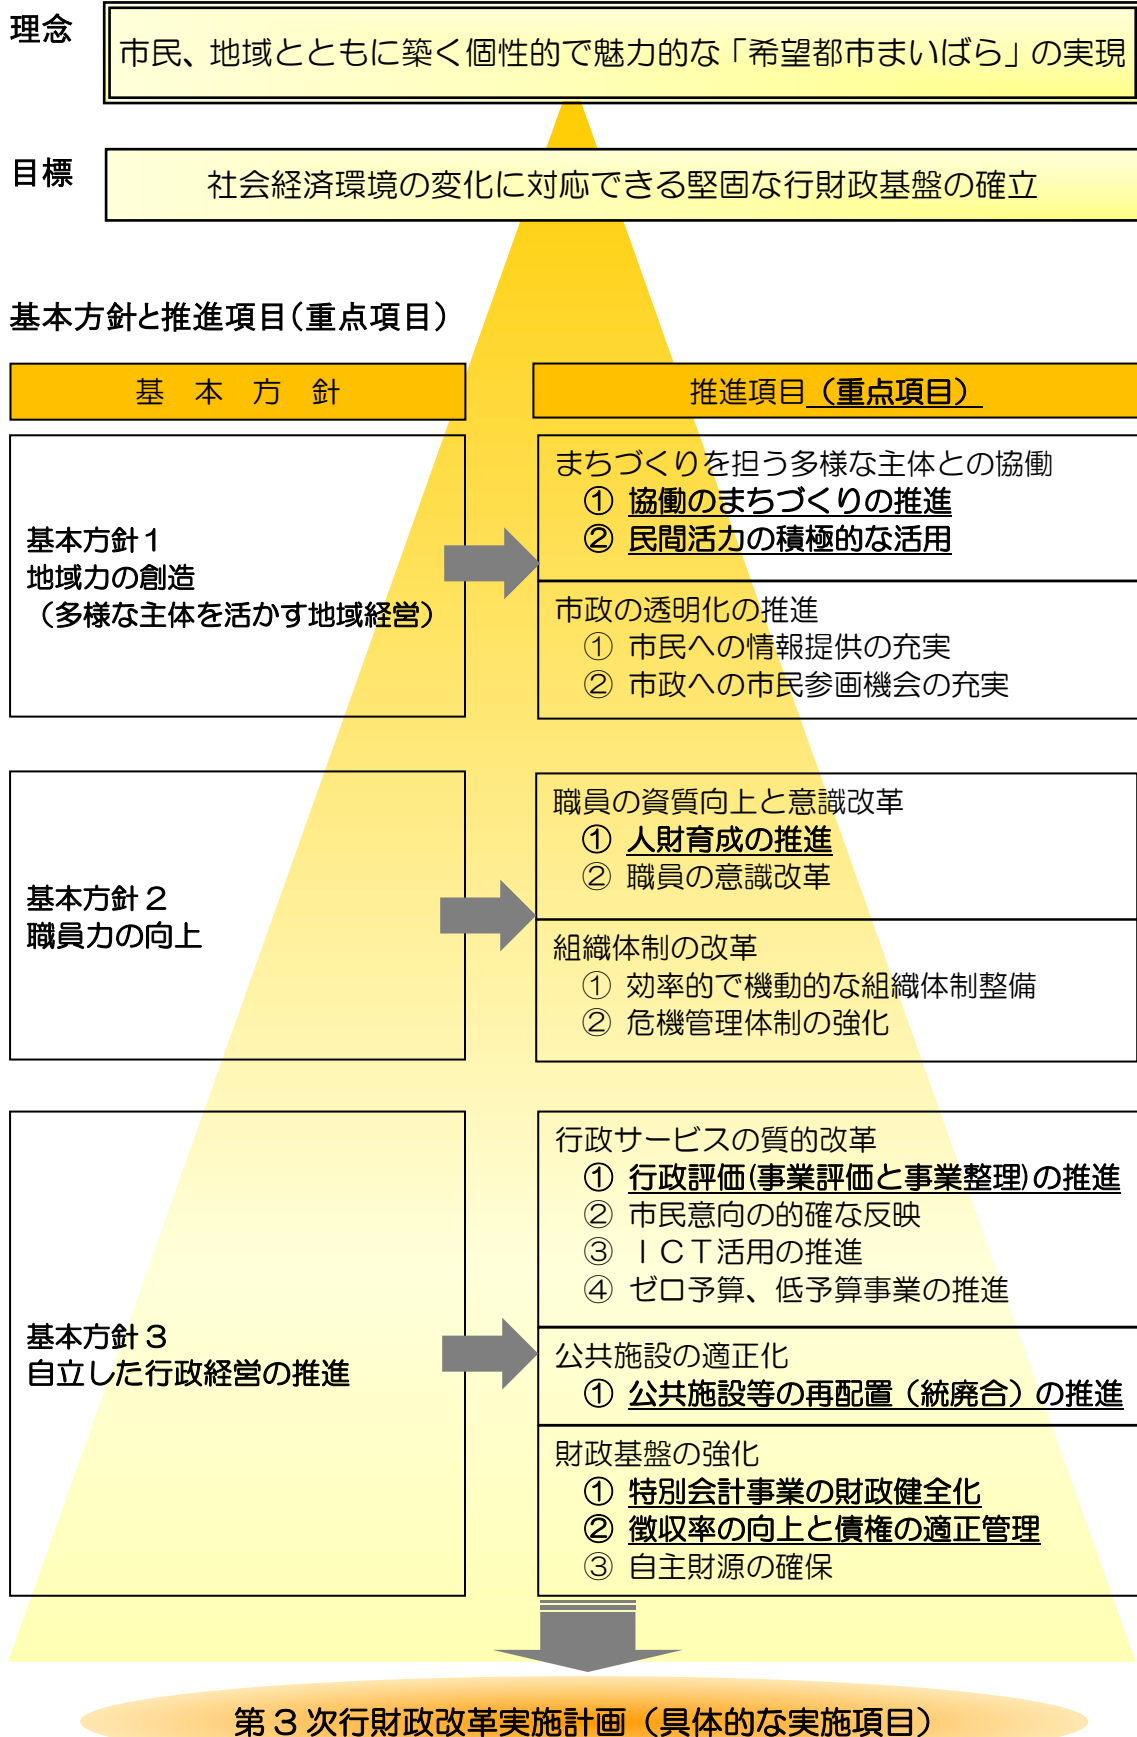 理念
市民、地域とともに築く個性的で魅力的な「希望都市まいばら」の実現
目標
社会経済環境の変化に対応できる堅固な行財政基盤の確立
基本方針と推進項目（重点項目）
基　本　方　針
推進項目（重点項目）
基本方針１
地域力の創造
（多様な主体を活かす地域経営）
まちづくりを担う多様な主体との協働
① 協働のまちづくりの推進
② 民間活力の積極的な活用
市政の透明化の推進
① 市民への情報提供の充実
② 市政への市民参画機会の充実
基本方針２
職員力の向上
職員の資質向上と意識改革
① 人財育成の推進
② 職員の意識改革
組織体制の改革
① 効率的で機動的な組織体制整備
② 危機管理体制の強化
基本方針３
自立した行政経営の推進
行政サービスの質的改革
① 行政評価(事業評価と事業整理)の推進
② 市民意向の的確な反映
③ ＩＣＴ活用の推進
④ ゼロ予算、低予算事業の推進
公共施設の適正化
① 公共施設等の再配置（統廃合）の推進
財政基盤の強化
① 特別会計事業の財政健全化
② 徴収率の向上と債権の適正管理
③ 自主財源の確保
第３次行財政改革実施計画（具体的な実施項目）